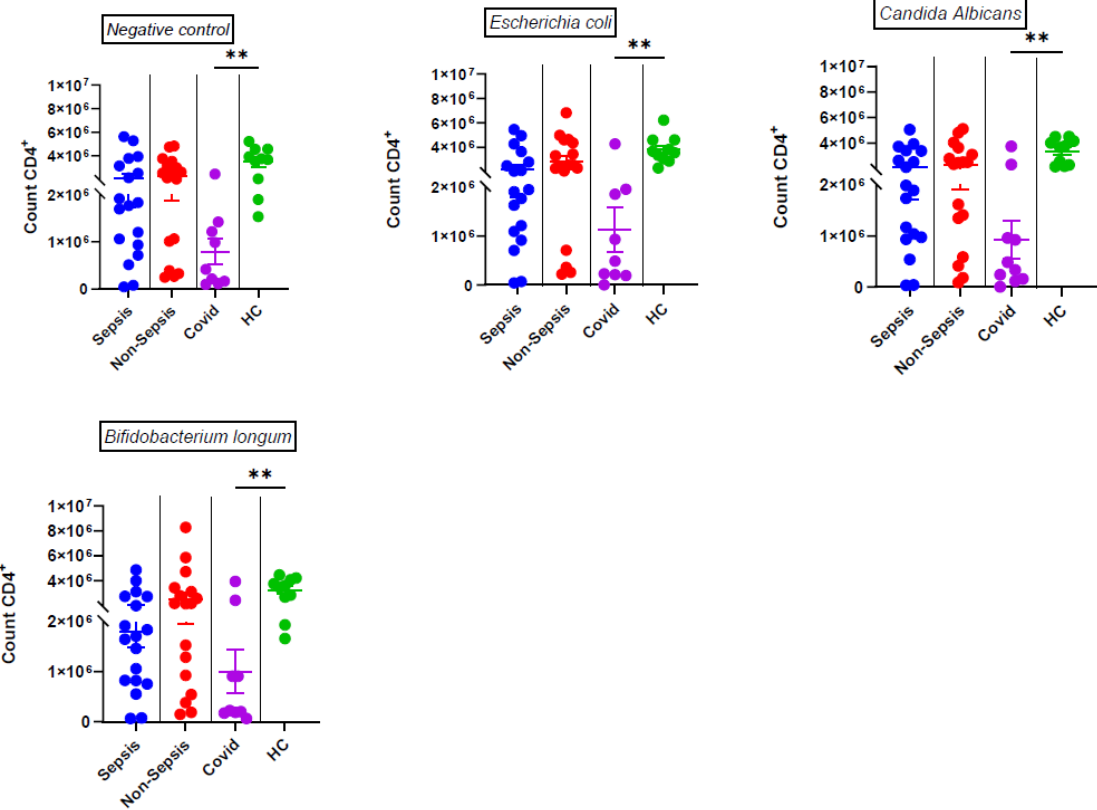 Negative control
**
Count CD4⁺
1×10⁷
8×10⁶
6×10⁶
4×10⁶
2×10⁶
1×10⁶
0
Sepsis
Non-Sepsis
Covid
HC
Escherichia coli
**
Count CD4⁺
1×10⁷
8×10⁶
6×10⁶
4×10⁶
2×10⁶
1×10⁶
0
Sepsis
Non-Sepsis
Covid
HC
Candida Albicans
**
Count CD4⁺
1×10⁷
8×10⁶
6×10⁶
4×10⁶
2×10⁶
1×10⁶
0
Sepsis
Non-Sepsis
Covid
HC
Bifidobacterium longum
**
Count CD4⁺
1×10⁷
8×10⁶
6×10⁶
4×10⁶
2×10⁶
1×10⁶
0
Sepsis
Non-Sepsis
Covid
HC